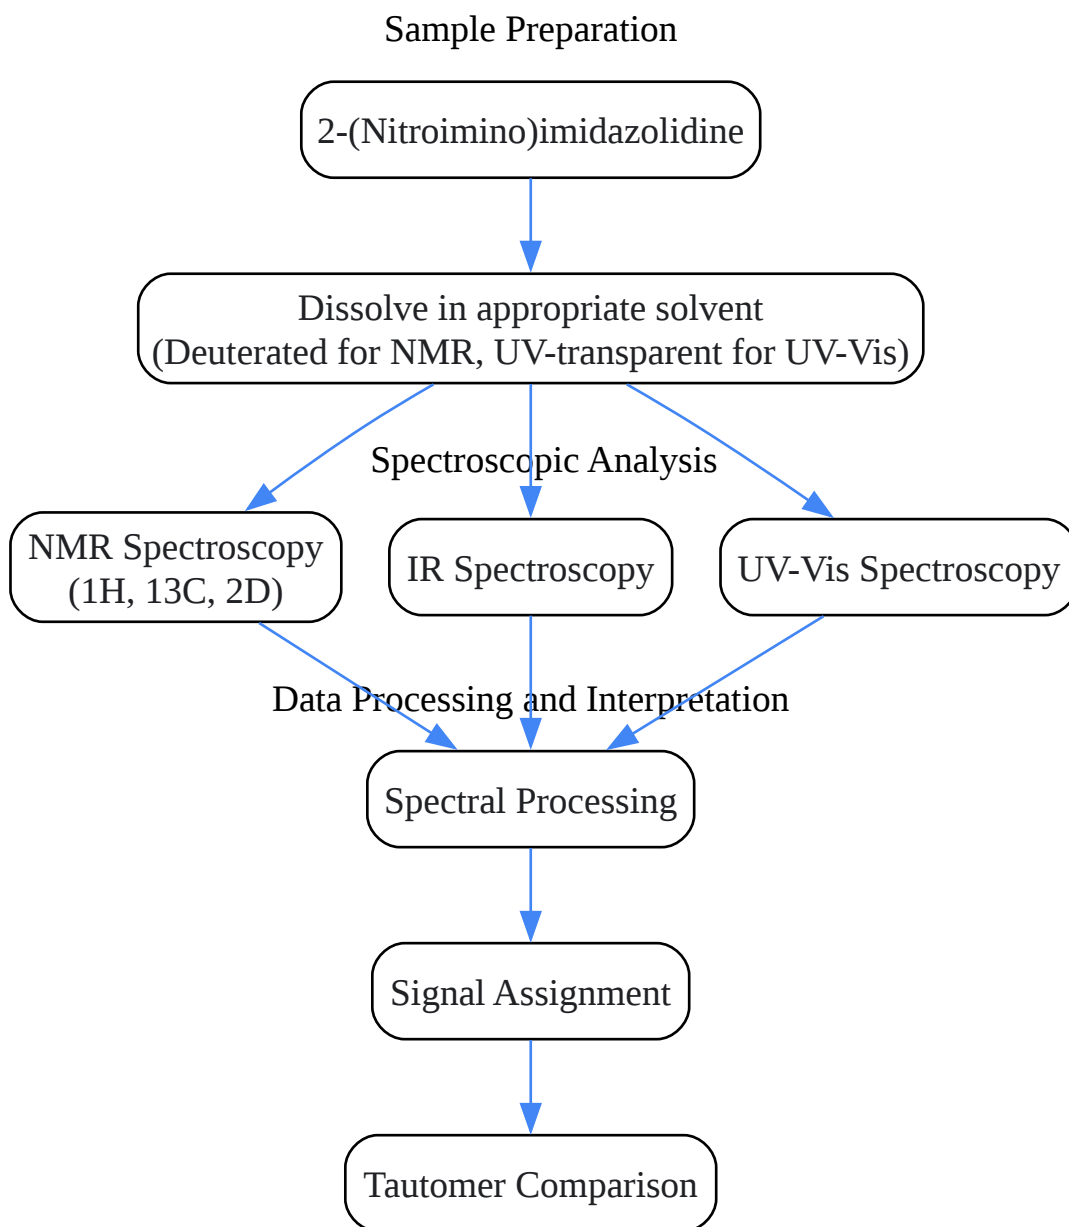 Sample Preparation
2-(Nitroimino)imidazolidine
Dissolve in appropriate solvent
(Deuterated for NMR, UV-transparent for UV-Vis)
Spectroscopic Analysis
NMR Spectroscopy
(1H, 13C, 2D)
IR Spectroscopy
UV-Vis Spectroscopy
Data Processing and Interpretation
Spectral Processing
Signal Assignment
Tautomer Comparison